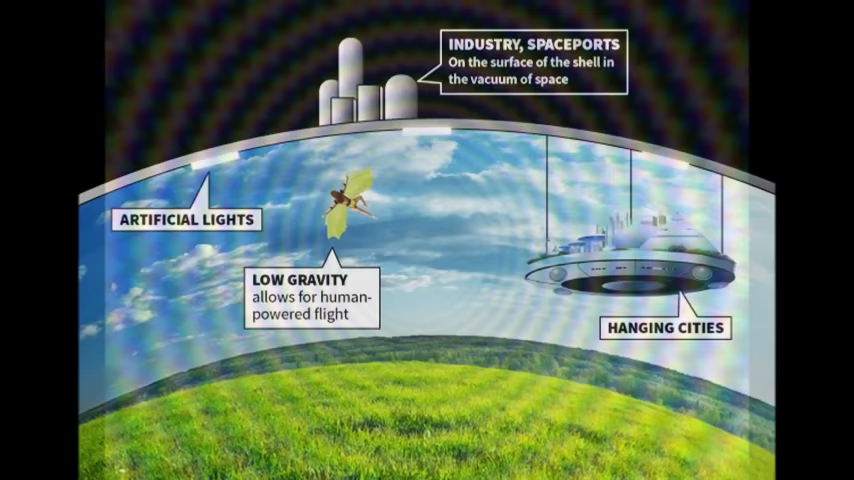 INDUSTRY, SPACEPORTS
On the surface of the shell in
the vacuum of space
ARTIFICIAL LIGHTS
LOW GRAVITY
allows for human-
powered flight
HANGING CITIES